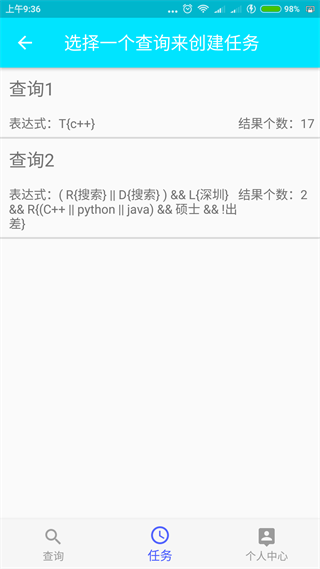 上午9:36
... 98%
选择一个查询来创建任务
查询1
表达式：T{c++} 结果个数：17
查询2
表达式：( R{搜索} || D{搜索} ) && L{深圳} 结果个数：2
&& R{(C++ || python || java) && 硕士 && !出
差}
查询 任务 个人中心